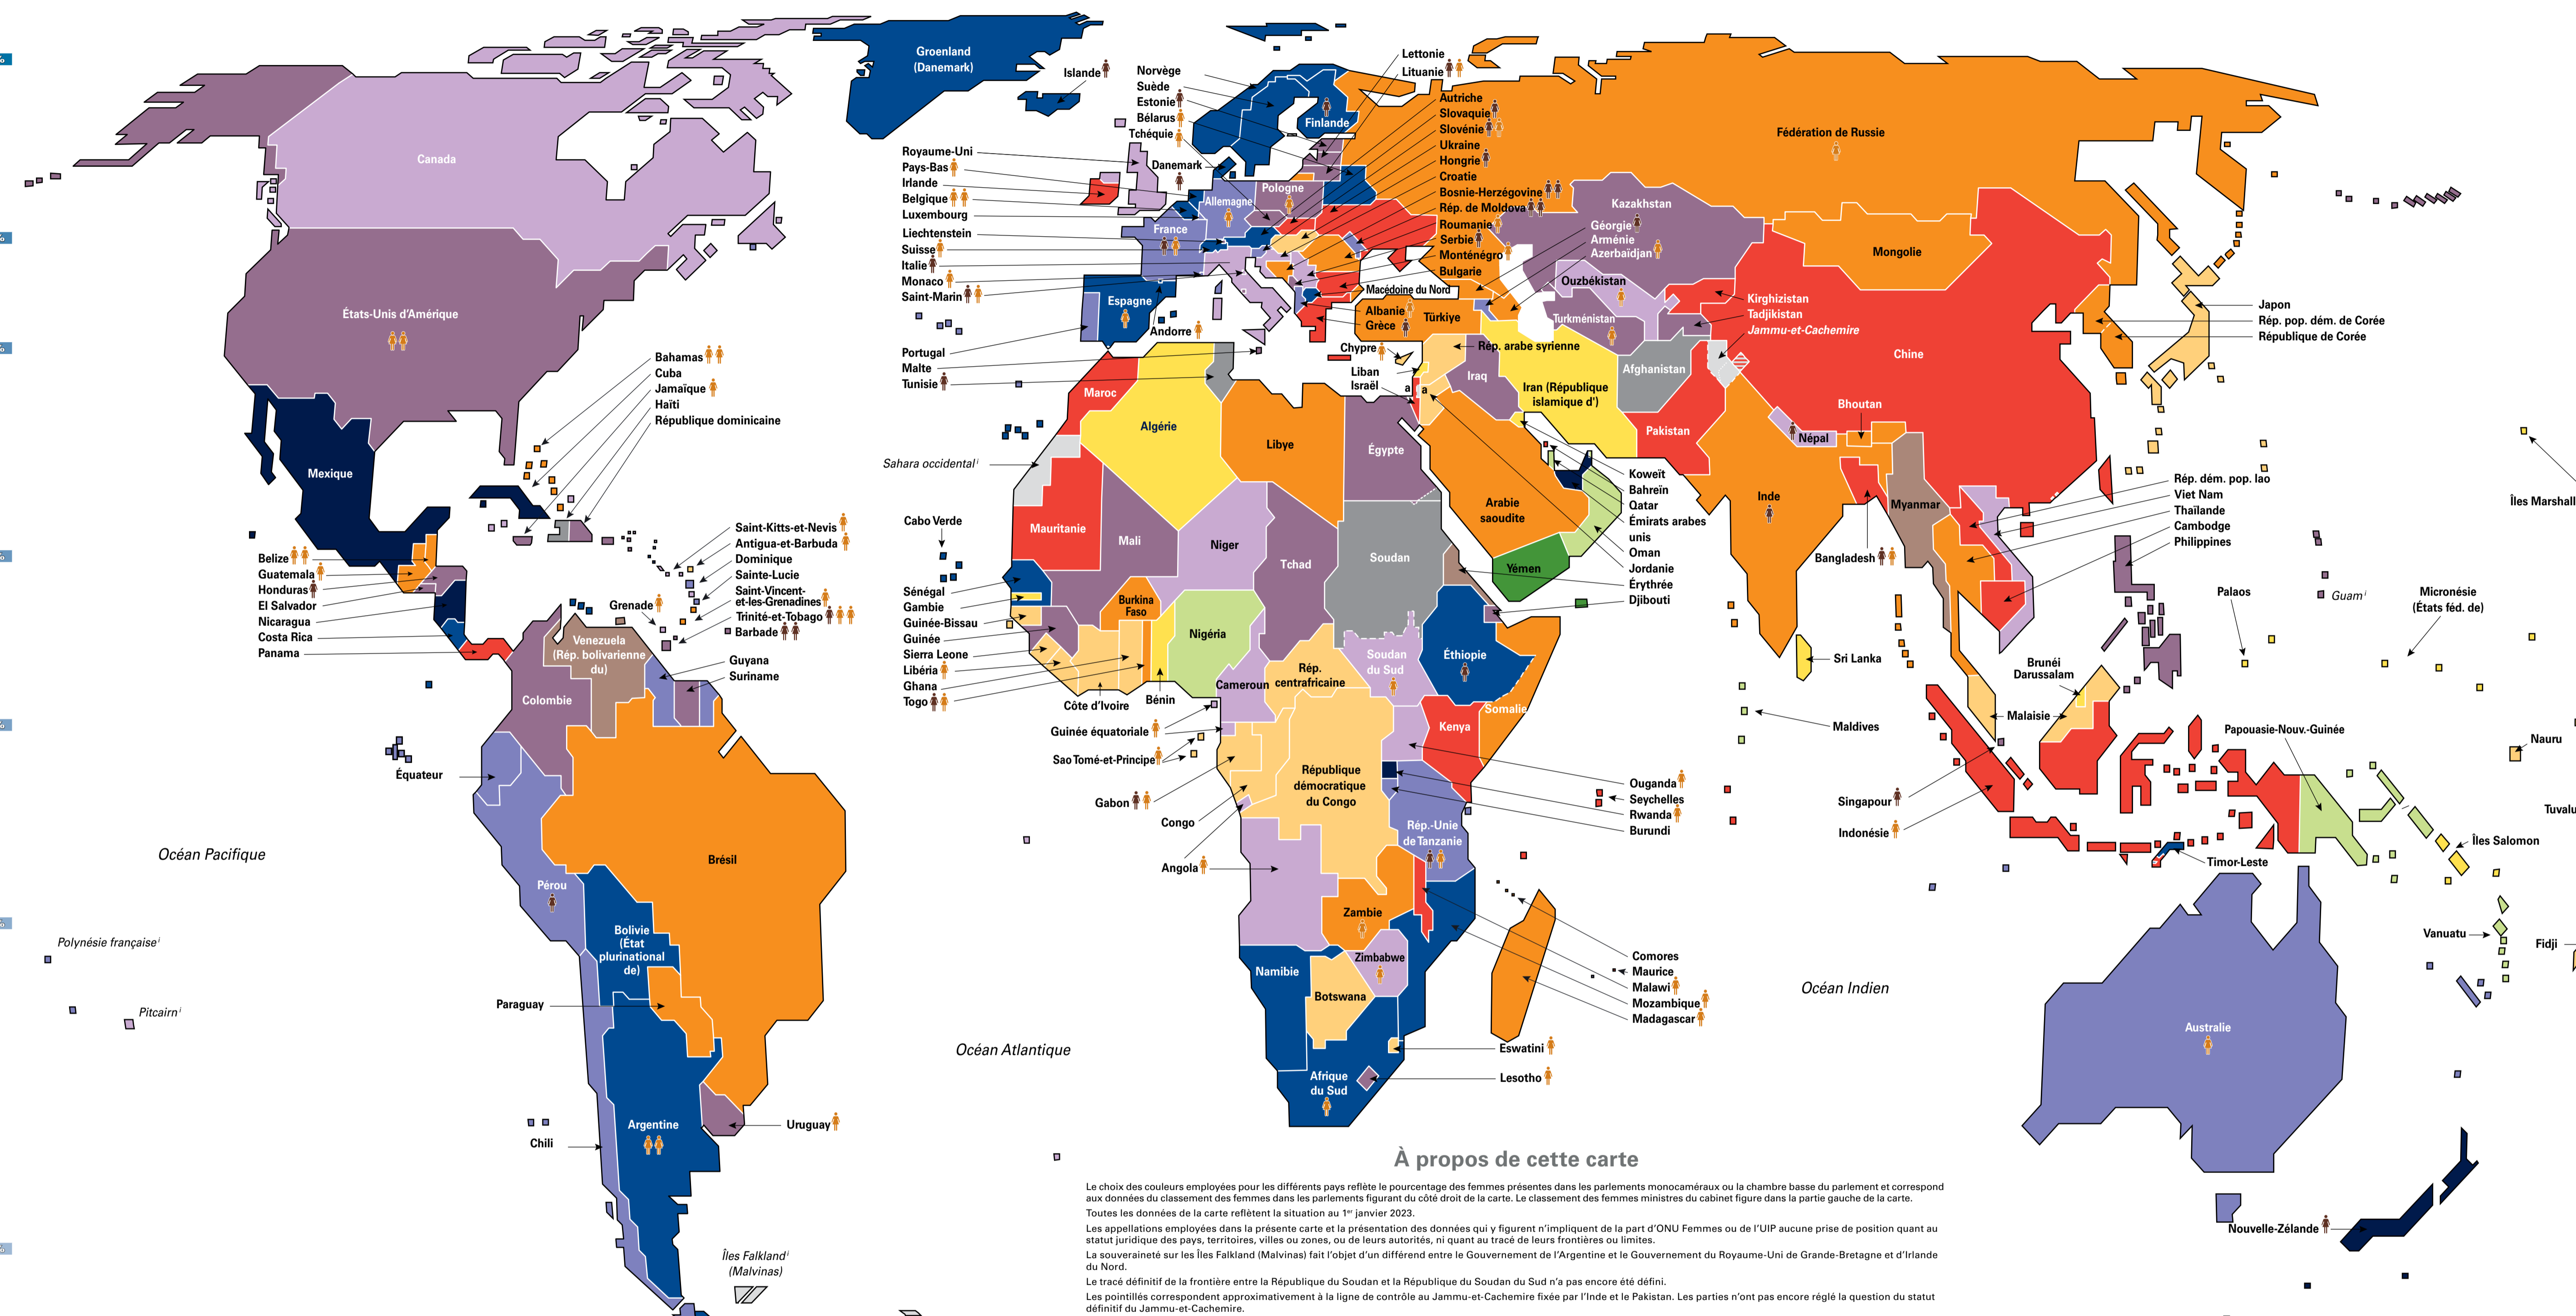 Groenland
(Danemark)
Islande
Canada
États-Unis d'Amérique
Mexique
Bahamas
Cuba
Jamaïque
Haïti
République dominicaine
Saint-Kitts-et-Nevis
Antigua-et-Barbuda
Dominique
Sainte-Lucie
Saint-Vincent-
et-les-Grenadines
Trinité-et-Tobago
Barbade
Grenade
Belize
Guatemala
Honduras
El Salvador
Nicaragua
Costa Rica
Panama
Venezuela
(Rép. bolivarienne
du)
Guyana
Suriname
Colombie
Équateur
Pérou
Brésil
Bolivie
(État
plurinational
de)
Paraguay
Chili
Argentine
Uruguay
Îles Falkland i
(Malvinas)
Océan Pacifique
Polynésie française i
Pitcairn i
Océan Atlantique
Norvège
Suède
Estonie
Bélarus
Tchéquie
Finlande
Lettonie
Lituanie
Royaume-Uni
Pays-Bas
Irlande
Belgique
Luxembourg
Liechtenstein
Suisse
Italie
Monaco
Saint-Marin
Danemark
Allemagne
Pologne
France
Espagne
Andorre
Portugal
Malte
Tunisie
Autriche
Slovaquie
Slovénie
Ukraine
Hongrie
Croatie
Bosnie-Herzégovine
Rép. de Moldova
Roumanie
Serbie
Monténégro
Bulgarie
Macédoine du Nord
Albanie
Grèce
Türkiye
Chypre
Liban
Israël
a
a
Rép. arabe syrienne
Iraq
Géorgie
Arménie
Azerbaïdjan
Kazakhstan
Ouzbékistan
Turkménistan
Fédération de Russie
Mongolie
Kirghizistan
Tadjikistan
Jammu-et-Cachemire
Chine
Afghanistan
Iran (République
islamique d')
Pakistan
Bhoutan
Népal
Inde
Myanmar
Bangladesh
Sri Lanka
Maldives
Japon
Rép. pop. dém. de Corée
République de Corée
Rép. dém. pop. lao
Viet Nam
Thaïlande
Cambodge
Philippines
Guam i
Palaos
Micronésie
(États féd. de)
Îles Marshall
Nauru
Tuvalu
Îles Salomon
Vanuatu
Fidji
Papouasie-Nouv.-Guinée
Brunéi
Darussalam
Malaisie
Singapour
Indonésie
Timor-Leste
Australie
Nouvelle-Zélande
Océan Indien
Maroc
Algérie
Libye
Égypte
Sahara occidental i
Mauritanie
Mali
Niger
Tchad
Soudan
Arabie
saoudite
Yémen
Koweït
Bahreïn
Qatar
Émirats arabes
unis
Oman
Jordanie
Érythrée
Djibouti
Cabo Verde
Sénégal
Gambie
Guinée-Bissau
Guinée
Sierra Leone
Libéria
Ghana
Togo
Côte d'Ivoire
Bénin
Burkina
Faso
Nigéria
Cameroun
Rép.
centrafricaine
Soudan
du Sud
Éthiopie
Somalie
Kenya
Guinée équatoriale
Sao Tomé-et-Principe
Gabon
Congo
Angola
République
démocratique
du Congo
Rép.-Unie
de Tanzanie
Ouganda
Seychelles
Rwanda
Burundi
Zambie
Zimbabwe
Namibie
Botswana
Afrique
du Sud
Comores
Maurice
Malawi
Mozambique
Madagascar
Eswatini
Lesotho
À propos de cette carte
Le choix des couleurs employées pour les différents pays reflète le pourcentage des femmes présentes dans les parlements monocaméraux ou la chambre basse du parlement et correspond
aux données du classement des femmes dans les parlements figurant du côté droit de la carte. Le classement des femmes ministres du cabinet figure dans la partie gauche de la carte.
Toutes les données de la carte reflètent la situation au 1er janvier 2023.
Les appellations employées dans la présente carte et la présentation des données qui y figurent n'impliquent de la part d'ONU Femmes ou de l'UIP aucune prise de position quant au
statut juridique des pays, territoires, villes ou zones, ou de leurs autorités, ni quant au tracé de leurs frontières ou limites.
La souveraineté sur les Îles Falkland (Malvinas) fait l'objet d'un différend entre le Gouvernement de l'Argentine et le Gouvernement du Royaume-Uni de Grande-Bretagne et d'Irlande
du Nord.
Le tracé définitif de la frontière entre la République du Soudan et la République du Soudan du Sud n'a pas encore été défini.
Les pointillés correspondent approximativement à la ligne de contrôle au Jammu-et-Cachemire fixée par l'Inde et le Pakistan. Les parties n'ont pas encore réglé la question du statut
définitif du Jammu-et-Cachemire.